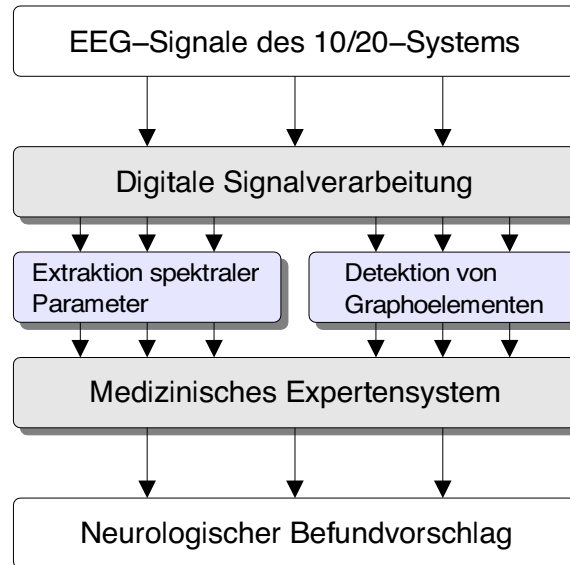 EEG–Signale des 10/20–Systems
Digitale Signalverarbeitung
Extraktion spektraler
Parameter
Detektion von
Graphoelementen
Medizinisches Expertensystem
Neurologischer Befundvorschlag